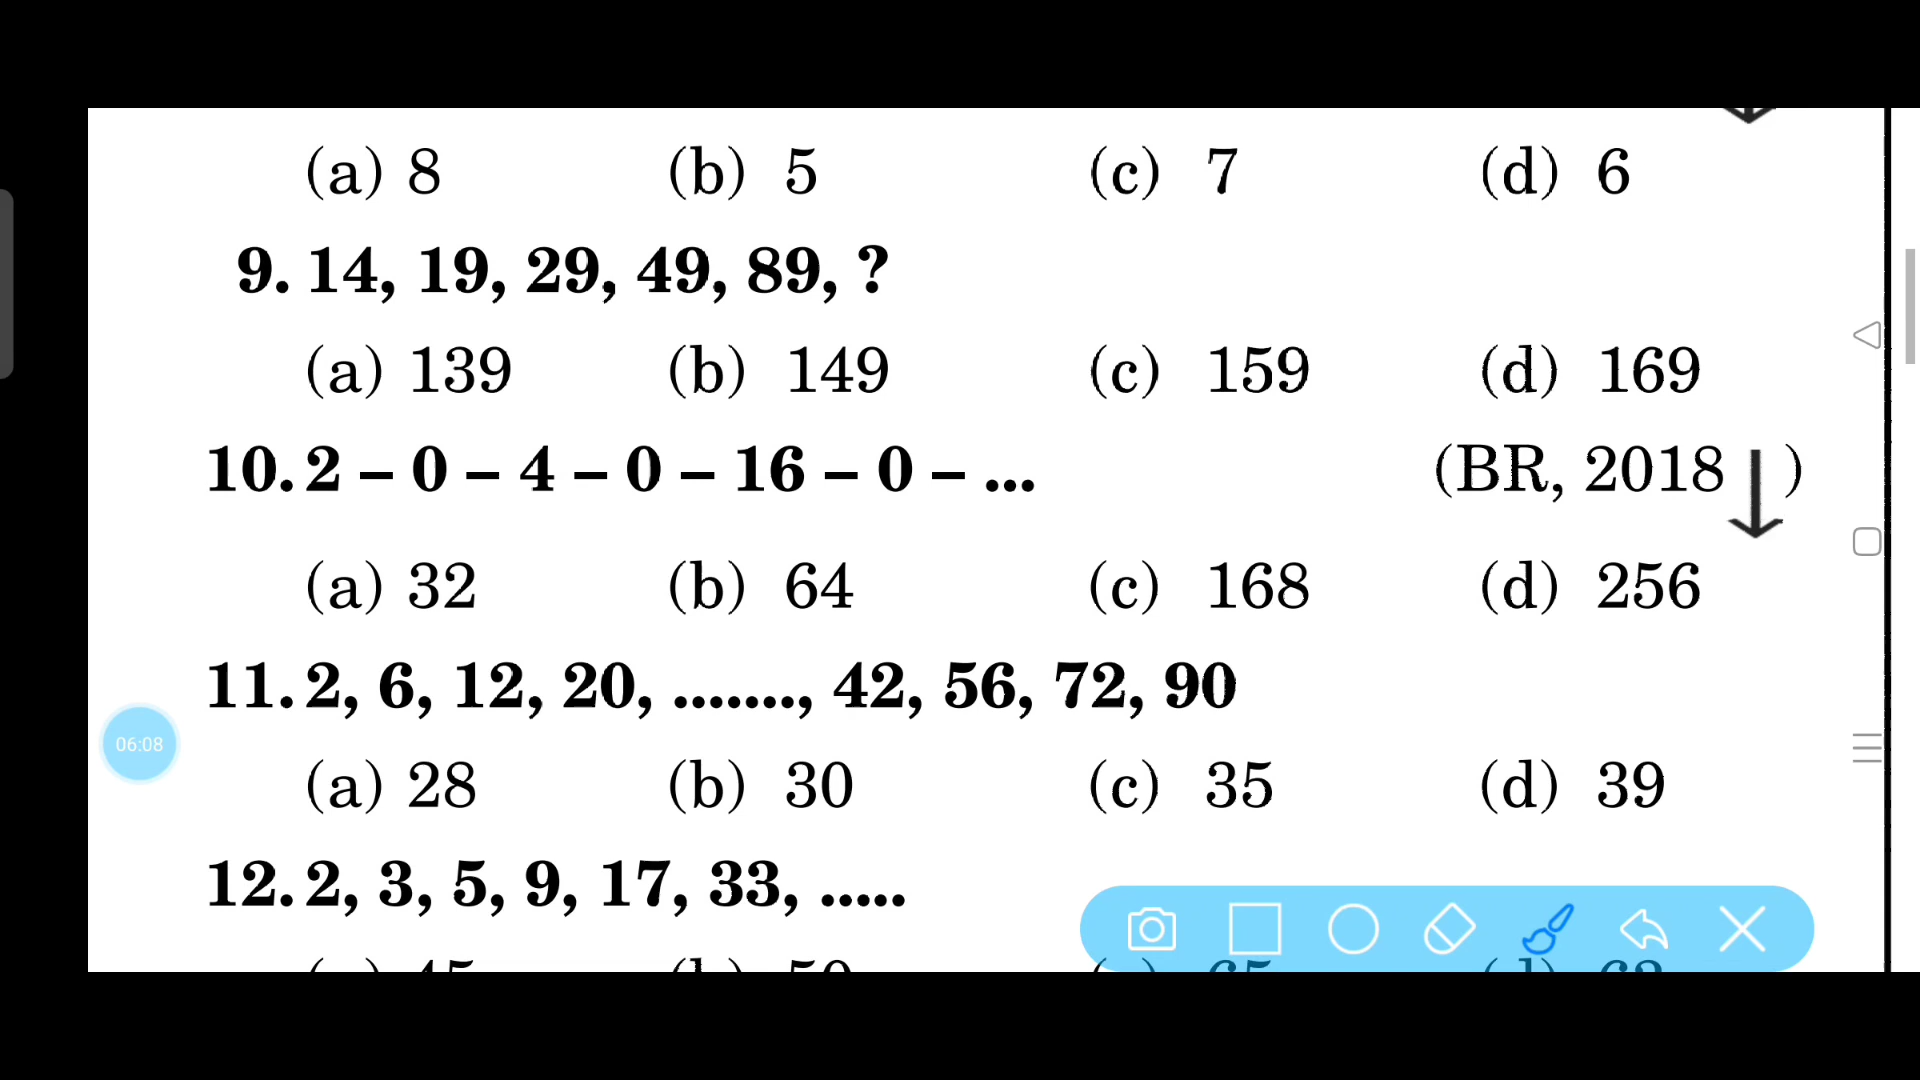 (a) 8 (b) 5 (c) 7 (d) 6
9. 14, 19, 29, 49, 89, ?
(a) 139 (b) 149 (c) 159 (d) 169
10. 2 – 0 – 4 – 0 – 16 – 0 – ... (BR, 2018 )
(a) 32 (b) 64 (c) 168 (d) 256
11. 2, 6, 12, 20, ......., 42, 56, 72, 90
(a) 28 (b) 30 (c) 35 (d) 39
06:08
12. 2, 3, 5, 9, 17, 33, .....